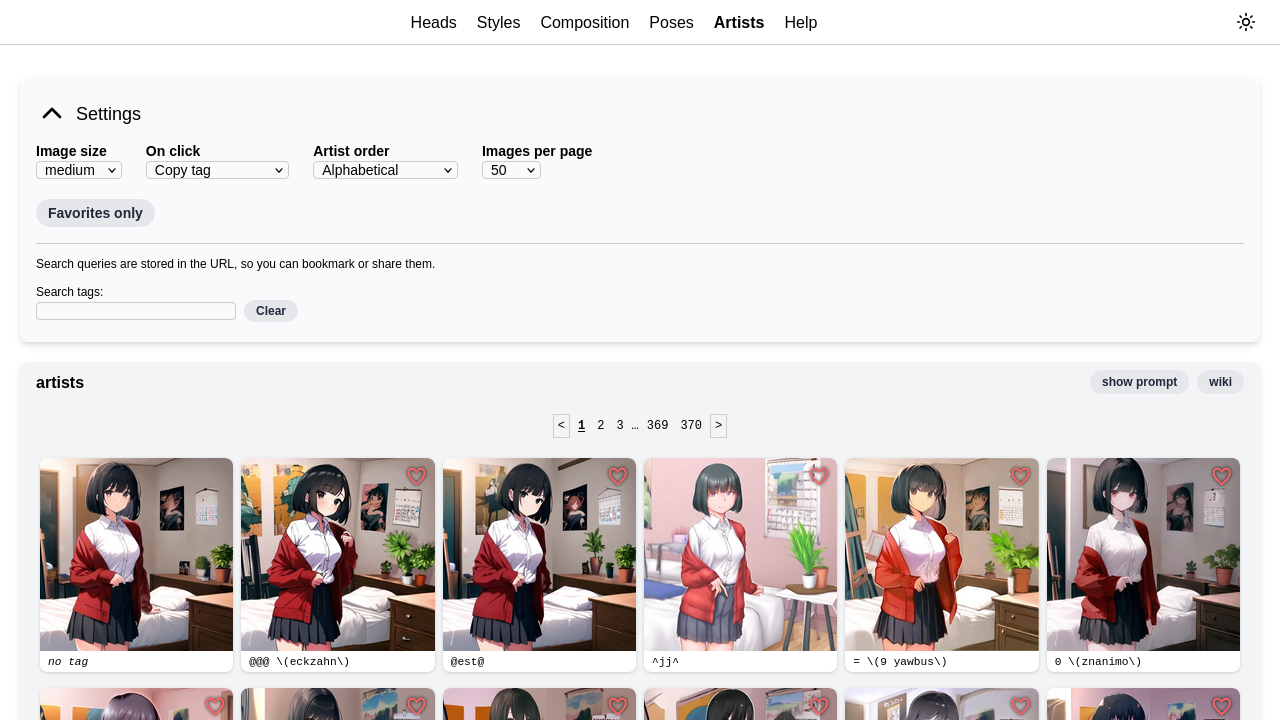 Heads Styles Composition Poses Artists Help
Settings
Image size On click Artist order Images per page
medium Copy tag Alphabetical 50
Favorites only
Search queries are stored in the URL, so you can bookmark or share them.
Search tags:
Clear
artists show prompt wiki
< 1 2 3 … 369 370 >
no tag @@@ \(eckzahn\) @est@ ^jj^ = \(9 yawbus\) 0 \(znanimo\)